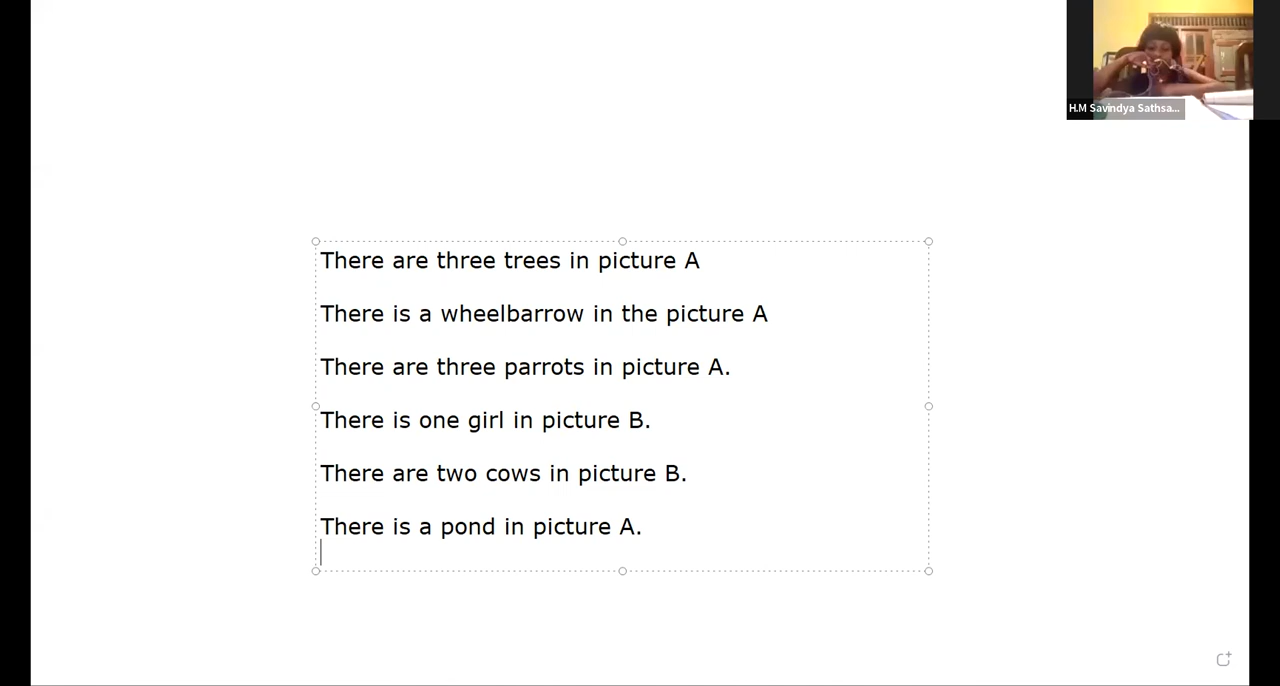 H.M Savindya Sathsa...
There are three trees in picture A
There is a wheelbarrow in the picture A
There are three parrots in picture A.
There is one girl in picture B.
There are two cows in picture B.
There is a pond in picture A.